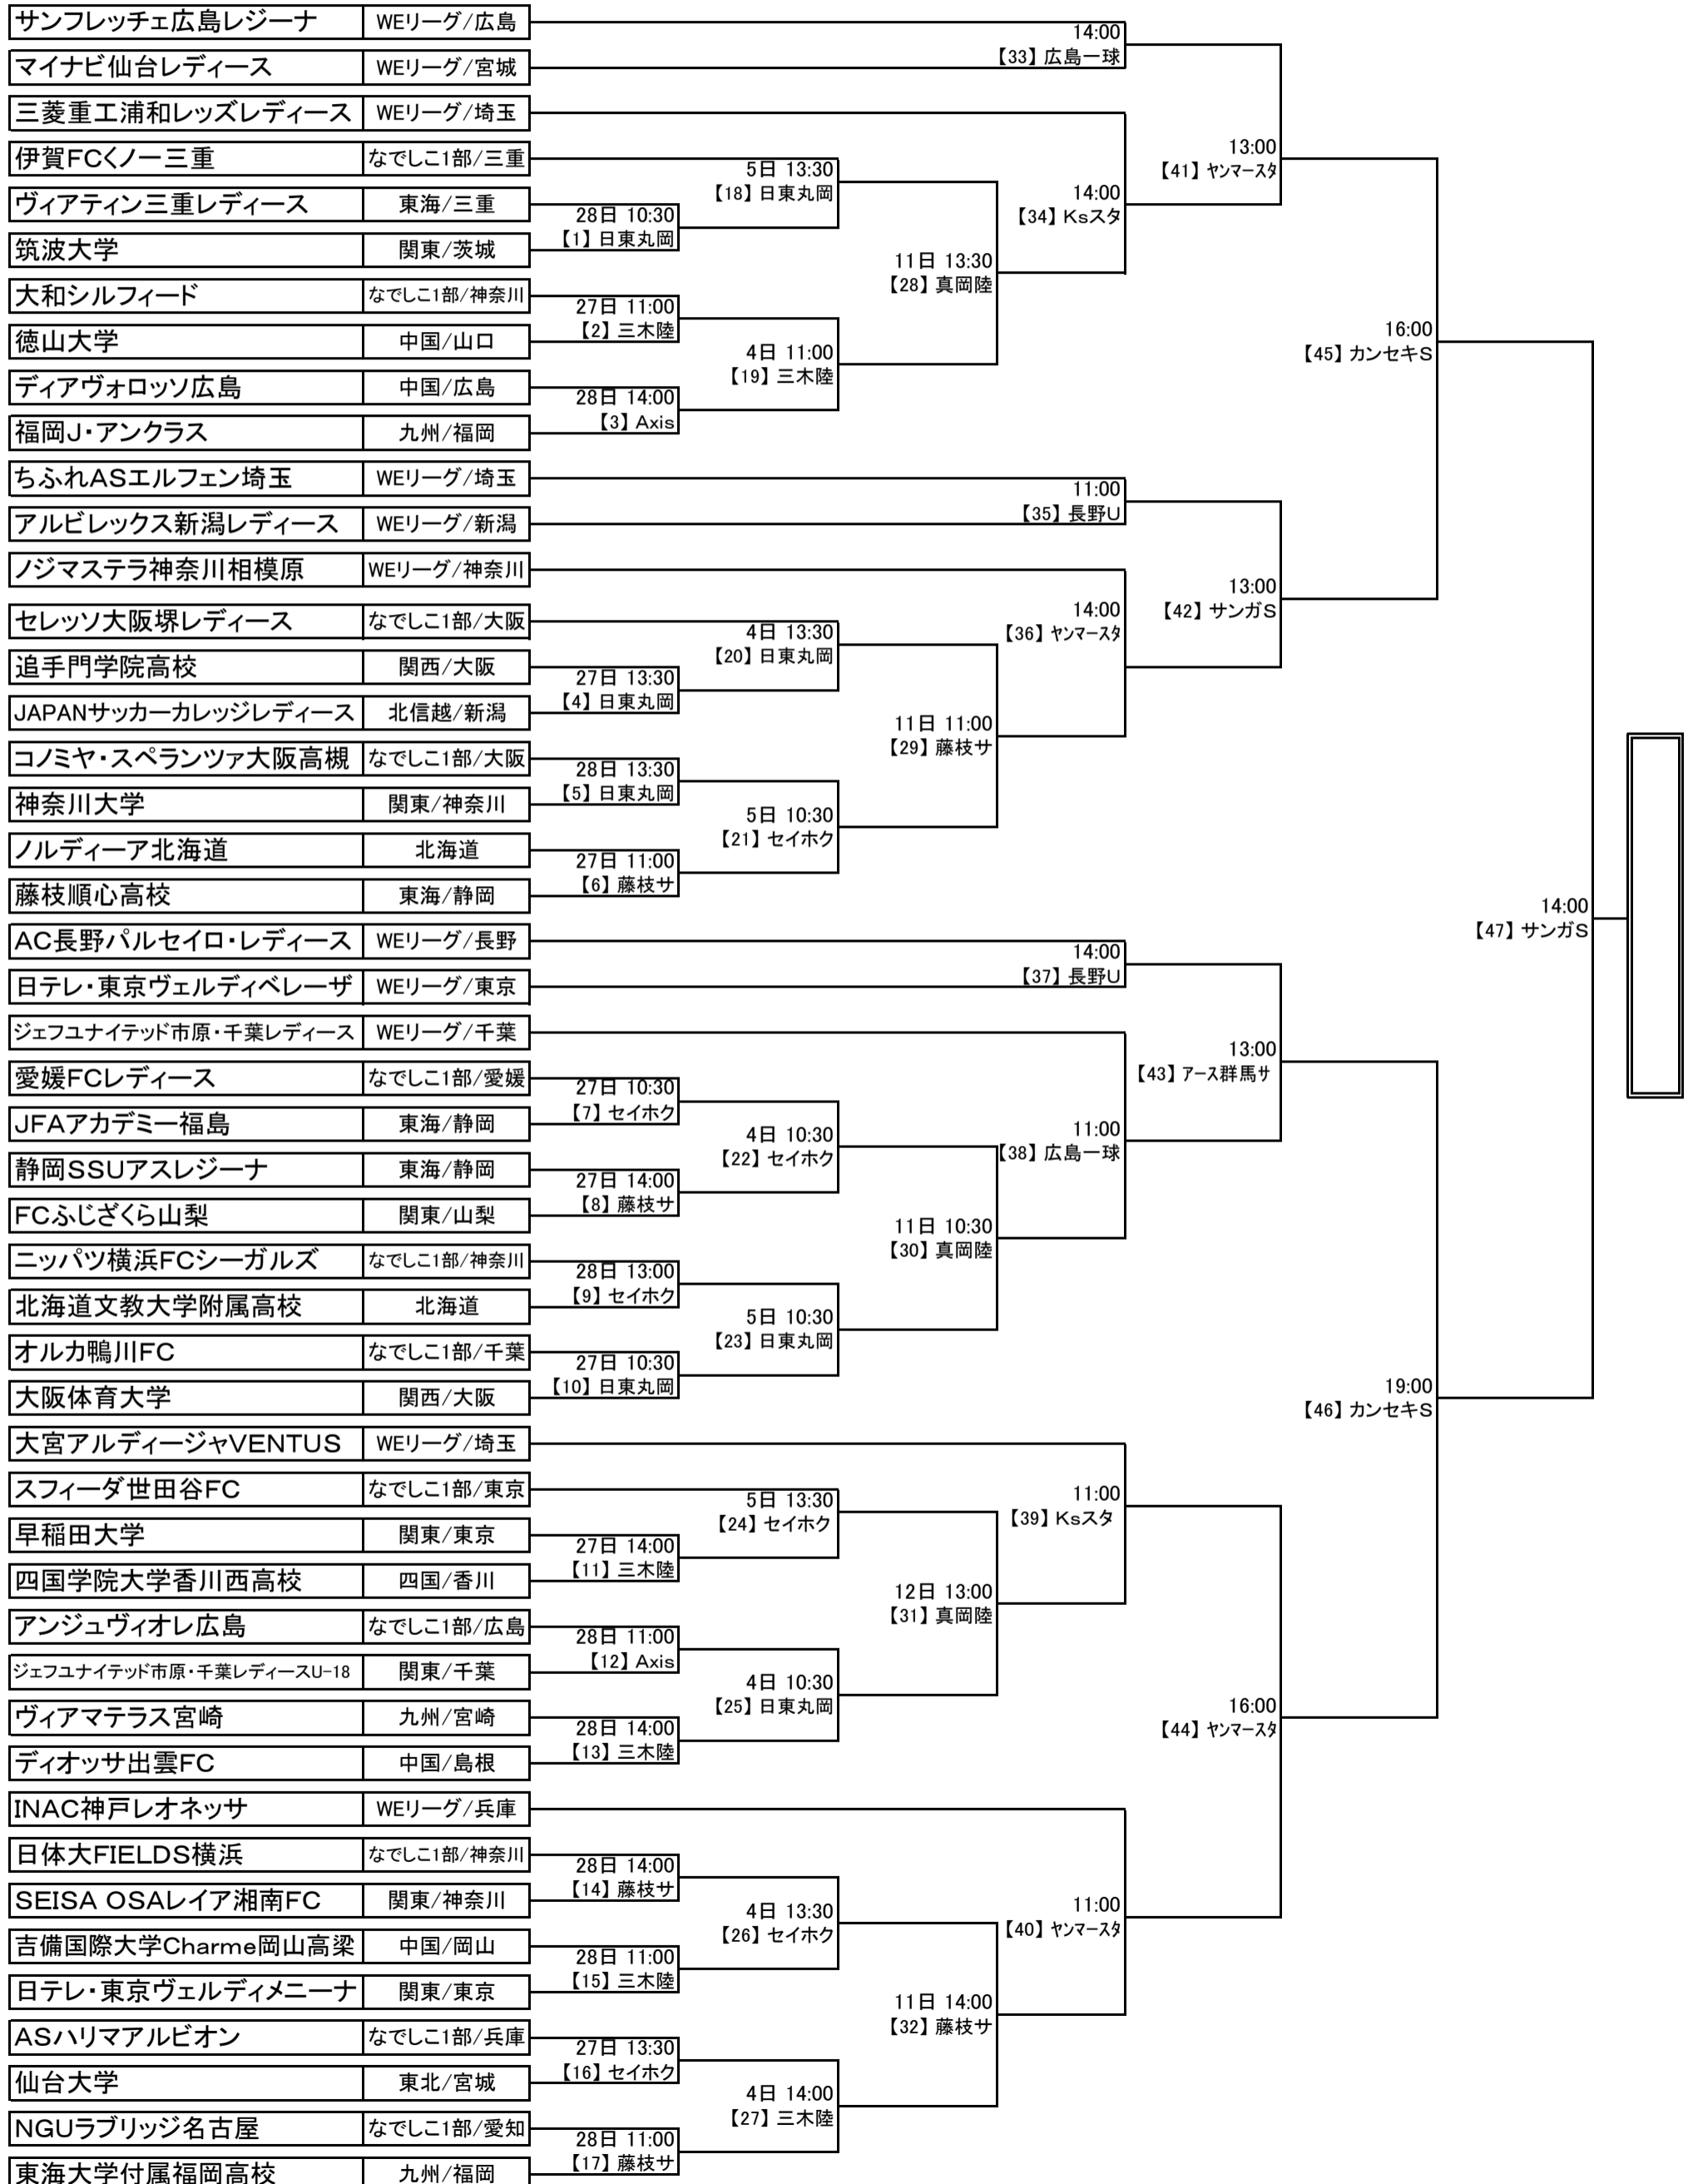 サンフレッチェ広島レジーナ WEリーグ/広島
14:00
【33】広島一球
マイナビ仙台レディース WEリーグ/宮城
三菱重工浦和レッズレディース WEリーグ/埼玉
13:00
【41】ヤンマースタ
伊賀FCくノ一三重 なでしこ1部/三重
5日 13:30
【18】日東丸岡
14:00
【34】Ksスタ
ヴィアティン三重レディース 東海/三重
28日 10:30
【1】日東丸岡
筑波大学 関東/茨城
11日 13:30
【28】真岡陸
大和シルフィード なでしこ1部/神奈川
27日 11:00
【2】三木陸
徳山大学 中国/山口
16:00
【45】カンセキS
4日 11:00
【19】三木陸
ディアヴォロッソ広島 中国/広島
28日 14:00
【3】Axis
福岡J・アンクラス 九州/福岡
ちふれASエルフェン埼玉 WEリーグ/埼玉
11:00
【35】長野U
アルビレックス新潟レディース WEリーグ/新潟
ノジマステラ神奈川相模原 WEリーグ/神奈川
13:00
【42】サンガS
14:00
【36】ヤンマースタ
セレッソ大阪堺レディース なでしこ1部/大阪
4日 13:30
【20】日東丸岡
追手門学院高校 関西/大阪
27日 13:30
【4】日東丸岡
JAPANサッカーカレッジレディース 北信越/新潟
11日 11:00
【29】藤枝サ
コノミヤ・スペランツァ大阪高槻 なでしこ1部/大阪
28日 13:30
【5】日東丸岡
神奈川大学 関東/神奈川
5日 10:30
【21】セイホク
ノルディーア北海道 北海道
27日 11:00
【6】藤枝サ
藤枝順心高校 東海/静岡
14:00
【47】サンガS
AC長野パルセイロ・レディース WEリーグ/長野
14:00
【37】長野U
日テレ・東京ヴェルディベレーザ WEリーグ/東京
ジェフユナイテッド市原・千葉レディース WEリーグ/千葉
13:00
【43】アース群馬サ
愛媛FCレディース なでしこ1部/愛媛
27日 10:30
【7】セイホク
JFAアカデミー福島 東海/静岡
4日 10:30
【22】セイホク
11:00
【38】広島一球
静岡SSUアスレジーナ 東海/静岡
27日 14:00
【8】藤枝サ
FCふじざくら山梨 関東/山梨
11日 10:30
【30】真岡陸
ニッパツ横浜FCシーガルズ なでしこ1部/神奈川
28日 13:00
【9】セイホク
北海道文教大学附属高校 北海道
5日 10:30
【23】日東丸岡
オルカ鴨川FC なでしこ1部/千葉
27日 10:30
【10】日東丸岡
大阪体育大学 関西/大阪
19:00
【46】カンセキS
大宮アルディージャVENTUS WEリーグ/埼玉
スフィーダ世田谷FC なでしこ1部/東京
5日 13:30
【24】セイホク
11:00
【39】Ksスタ
早稲田大学 関東/東京
27日 14:00
【11】三木陸
四国学院大学香川西高校 四国/香川
12日 13:00
【31】真岡陸
アンジュヴィオレ広島 なでしこ1部/広島
28日 11:00
【12】Axis
ジェフユナイテッド市原・千葉レディースU-18 関東/千葉
4日 10:30
【25】日東丸岡
16:00
【44】ヤンマースタ
ヴィアマテラス宮崎 九州/宮崎
28日 14:00
【13】三木陸
ディオッサ出雲FC 中国/島根
INAC神戸レオネッサ WEリーグ/兵庫
日体大FIELDS横浜 なでしこ1部/神奈川
28日 14:00
【14】藤枝サ
SEISA OSAレイア湘南FC 関東/神奈川
4日 13:30
【26】セイホク
11:00
【40】ヤンマースタ
吉備国際大学Charme岡山高梁 中国/岡山
28日 11:00
【15】三木陸
日テレ・東京ヴェルディメニーナ 関東/東京
11日 14:00
【32】藤枝サ
ASハリマアルビオン なでしこ1部/兵庫
27日 13:30
【16】セイホク
仙台大学 東北/宮城
4日 14:00
【27】三木陸
NGUラブリッジ名古屋 なでしこ1部/愛知
28日 11:00
【17】藤枝サ
東海大学付属福岡高校 九州/福岡